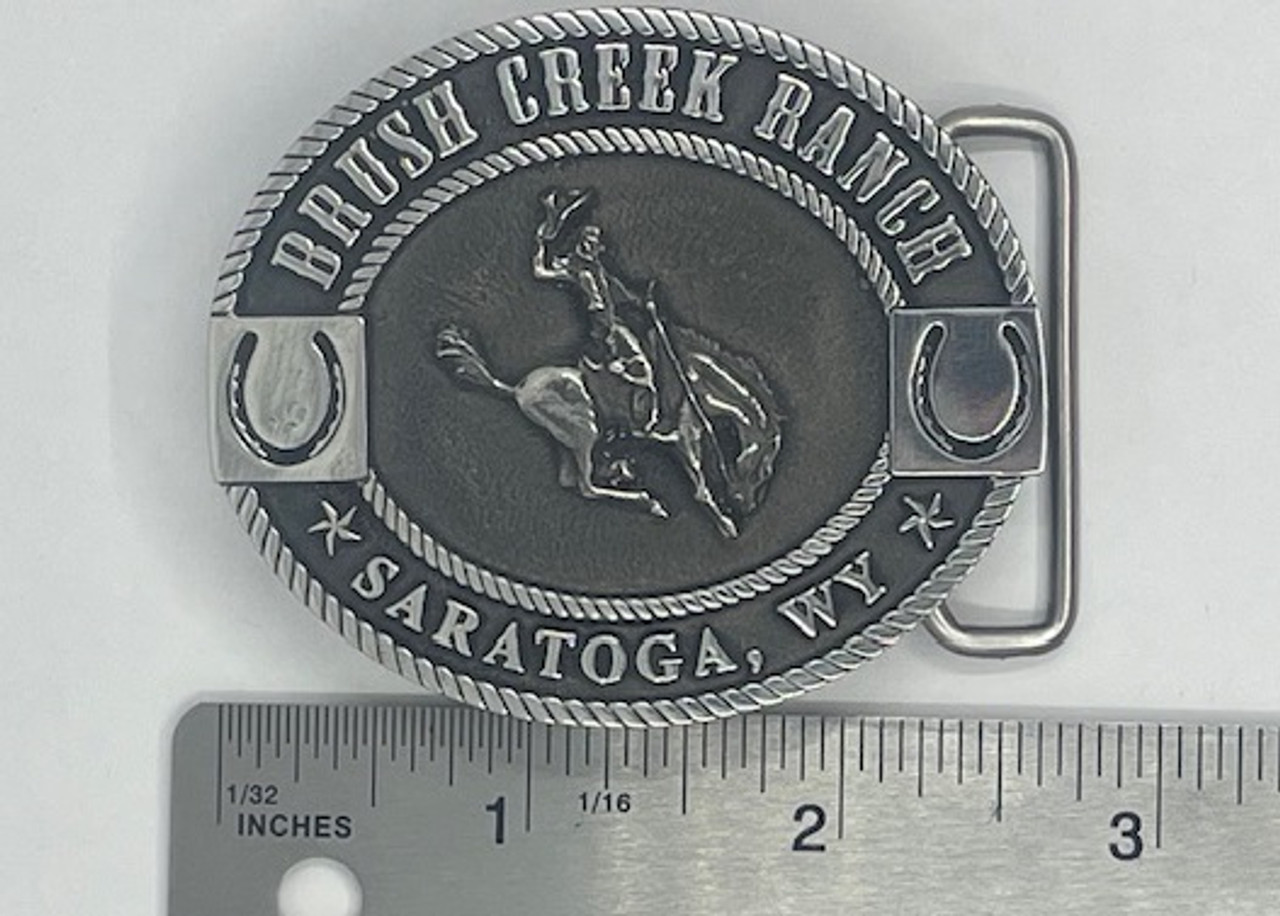 BRUSH CREEK RANCH
SARATOGA, WY
1/32
INCHES
1
1/16
2
3